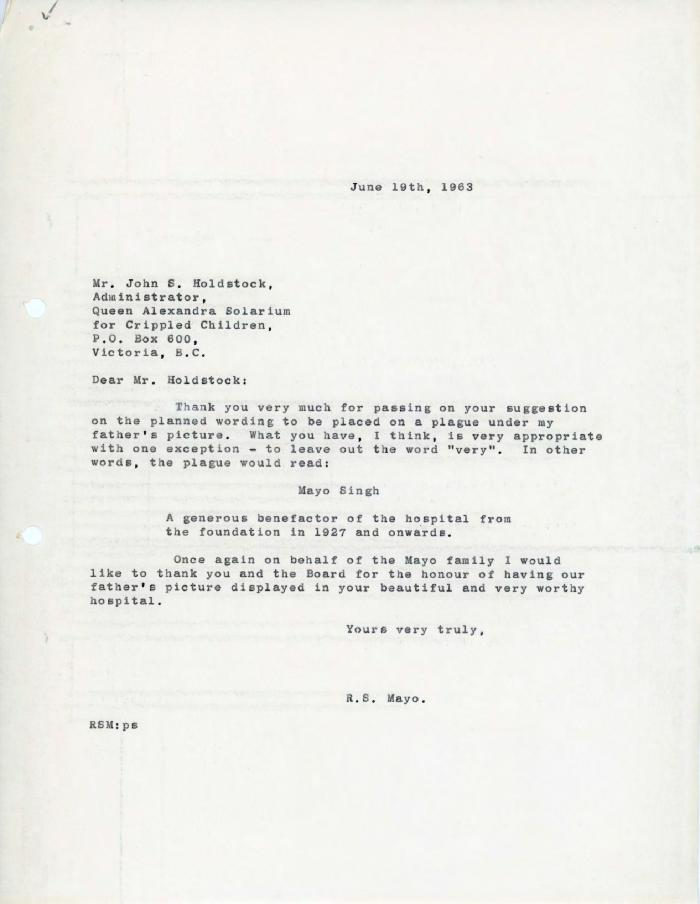 June 19th, 1963
Mr. John S. Holdstock,
Administrator,
Queen Alexandra Solarium
for Crippled Children,
P.O. Box 600,
Victoria, B.C.
Dear Mr. Holdstock:
Thank you very much for passing on your suggestion
on the planned wording to be placed on a plague under my
father's picture. What you have, I think, is very appropriate
with one exception - to leave out the word "very". In other
words, the plague would read:
Mayo Singh
A generous benefactor of the hospital from
the foundation in 1927 and onwards.
Once again on behalf of the Mayo family I would
like to thank you and the Board for the honour of having our
father's picture displayed in your beautiful and very worthy
hospital.
Yours very truly,
R.S. Mayo.
RSM:ps